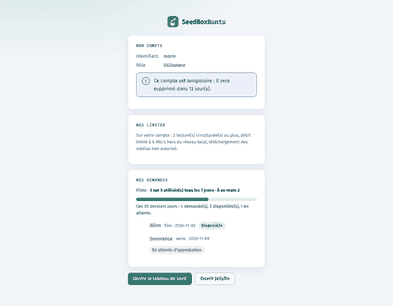 SeedBoxBuntu
MON COMPTE
Identifiant marie
Rôle Utilisateur
Ce compte est temporaire : il sera
supprimé dans 12 jour(s).
MES LIMITES
Sur votre compte : 2 lecture(s) simultanée(s) au plus, débit
limité à 8 Mb/s hors du réseau local, téléchargement des
médias non autorisé.
MES DEMANDES
Films · 3 sur 5 utilisée(s) tous les 7 jours · il en reste 2
Ces 30 derniers jours : 4 demande(s), 2 disponible(s), 1 en
attente.
Alien film · 2026-11-02 Disponible
Severance série · 2026-11-09
En attente d'approbation
Ouvrir le tableau de bord Ouvrir Jellyfin